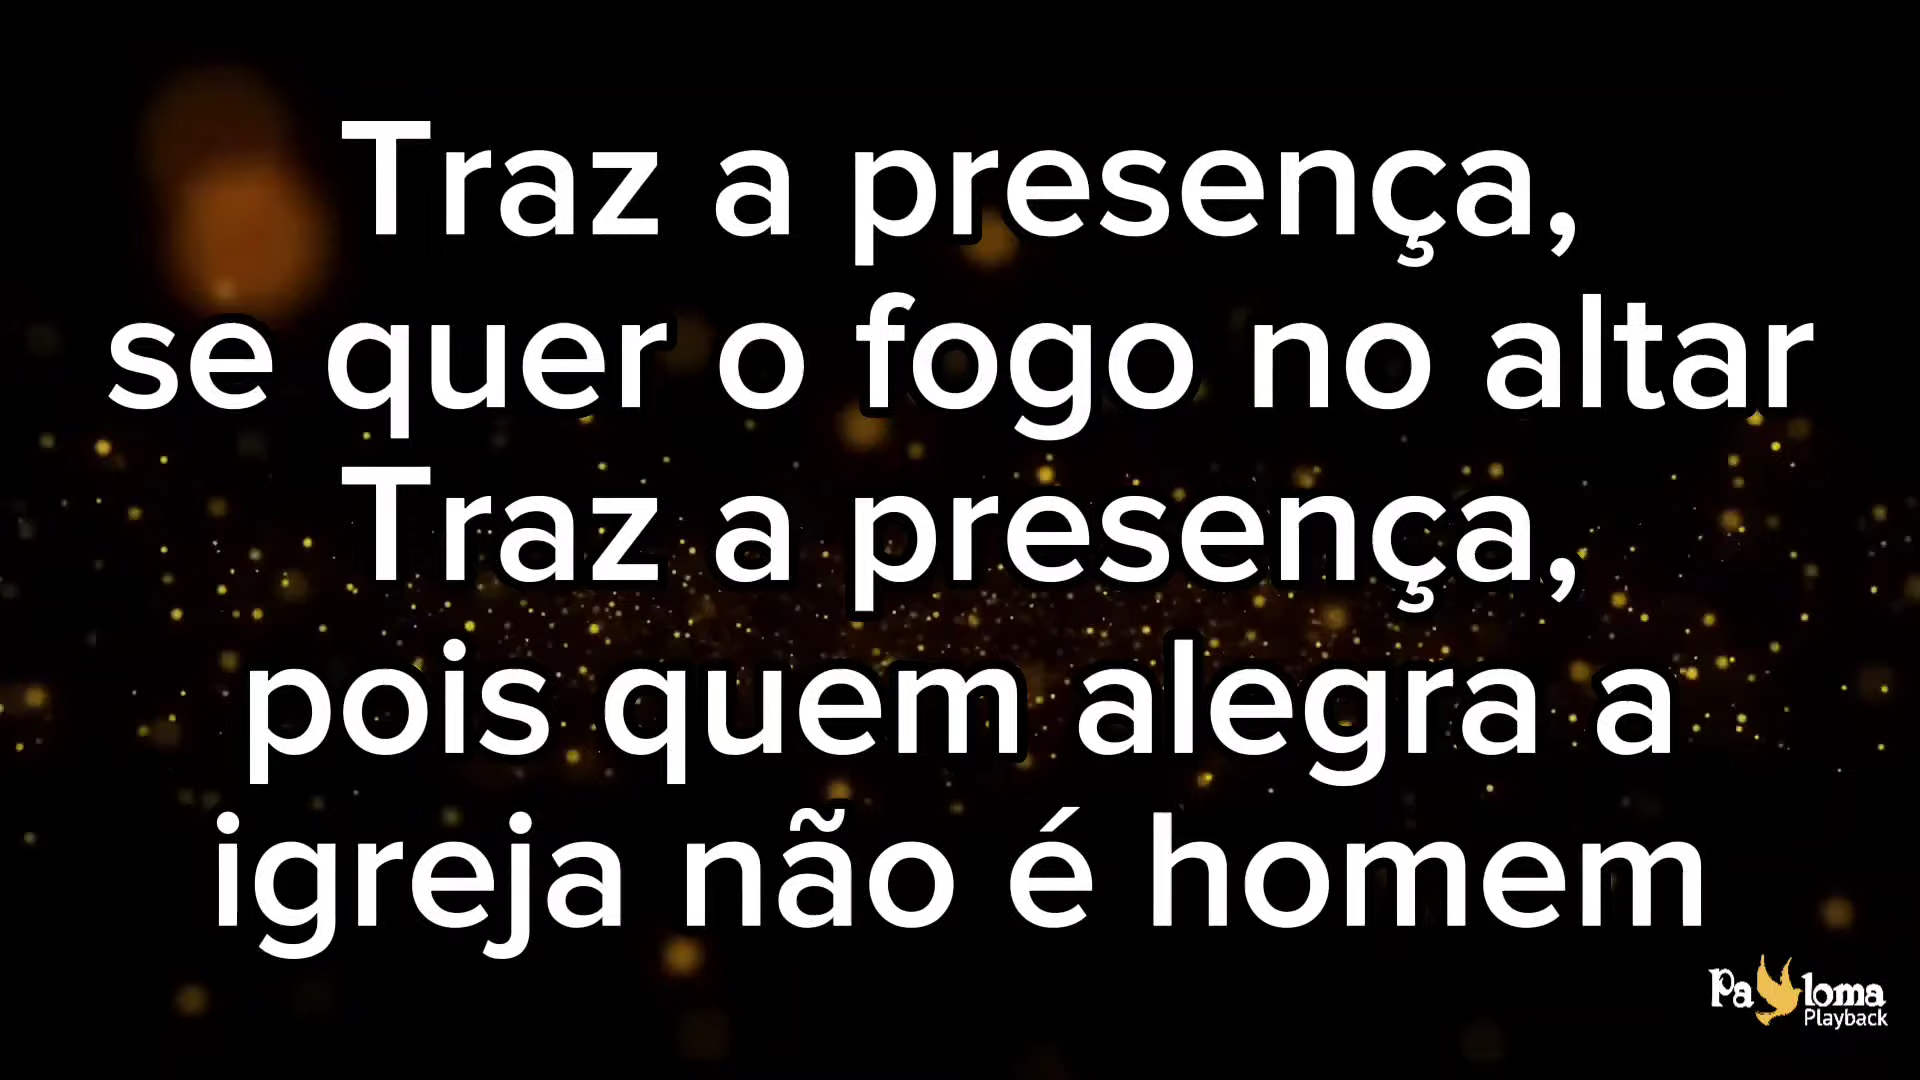 Traz a presença,
se quer o fogo no altar
Traz a presença,
pois quem alegra a
igreja não é homem
Paloma
Playback